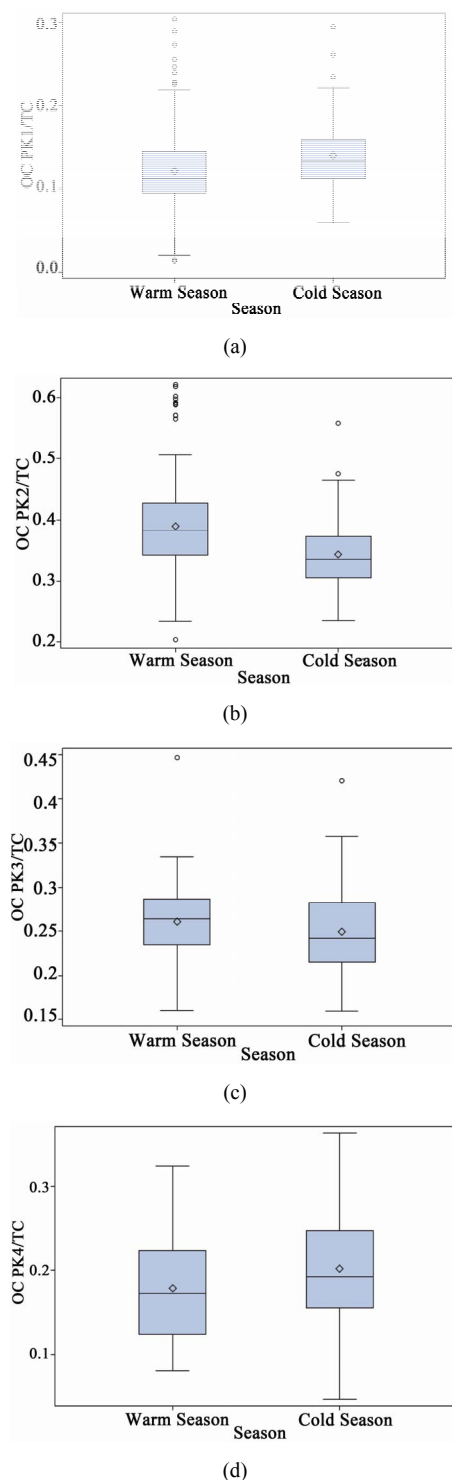 0.3
0.2
OC PK1/TC
0.1
0.0
Warm Season Cold Season
Season
(a)
0.6
0.5
OC PK2/TC
0.4
0.3
0.2
Warm Season Cold Season
Season
(b)
0.45
0.4
0.35
OC PK3/TC
0.3
0.25
0.2
0.15
Warm Season Cold Season
Season
(c)
0.3
OC PK4/TC
0.2
0.1
Warm Season Cold Season
Season
(d)